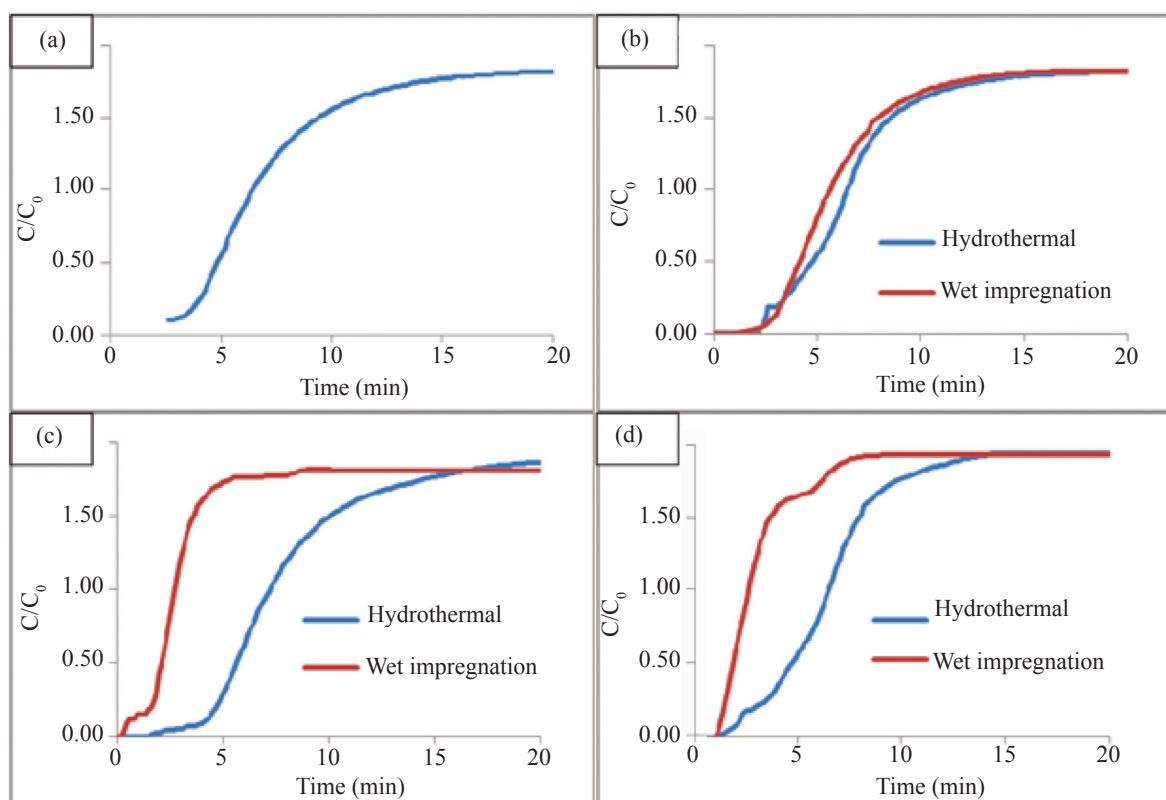 (a)
1.50
1.00
0.50
0.00
C/C0
0 5 10 15 20
Time (min)
(b)
1.50
1.00
0.50
0.00
C/C0
Hydrothermal
Wet impregnation
0 5 10 15 20
Time (min)
(c)
1.50
1.00
0.50
0.00
C/C0
Hydrothermal
Wet impregnation
0 5 10 15 20
Time (min)
(d)
1.50
1.00
0.50
0.00
C/C0
Hydrothermal
Wet impregnation
0 5 10 15 20
Time (min)